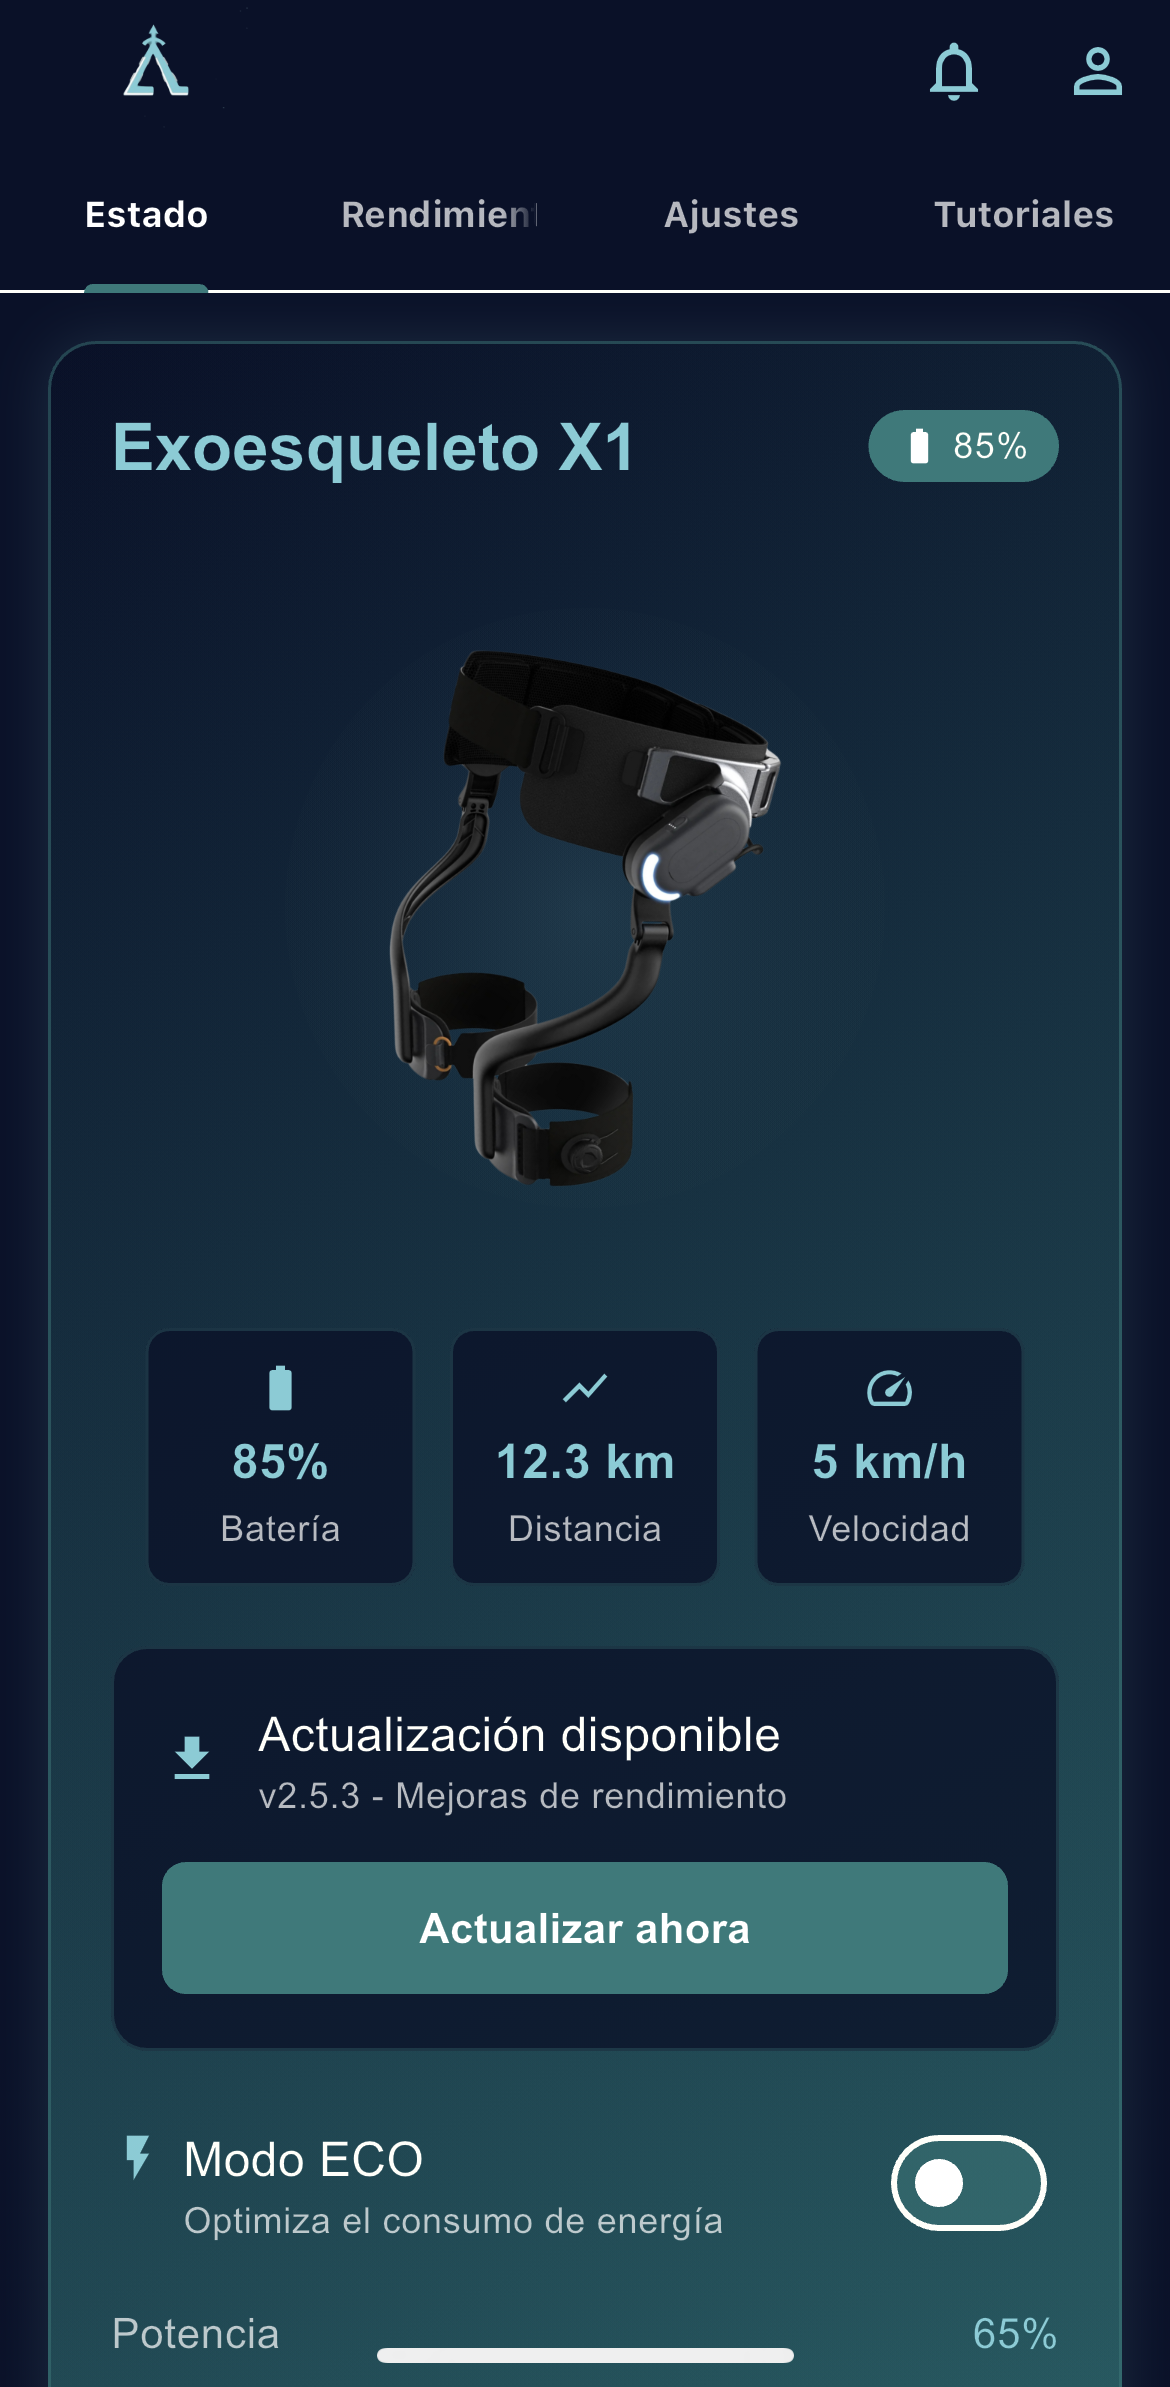 Estado
Rendimien
Ajustes
Tutoriales
Exoesqueleto X1
85%
85%
Batería
12.3 km
Distancia
5 km/h
Velocidad
Actualización disponible
v2.5.3 - Mejoras de rendimiento
Actualizar ahora
Modo ECO
Optimiza el consumo de energía
Potencia
65%